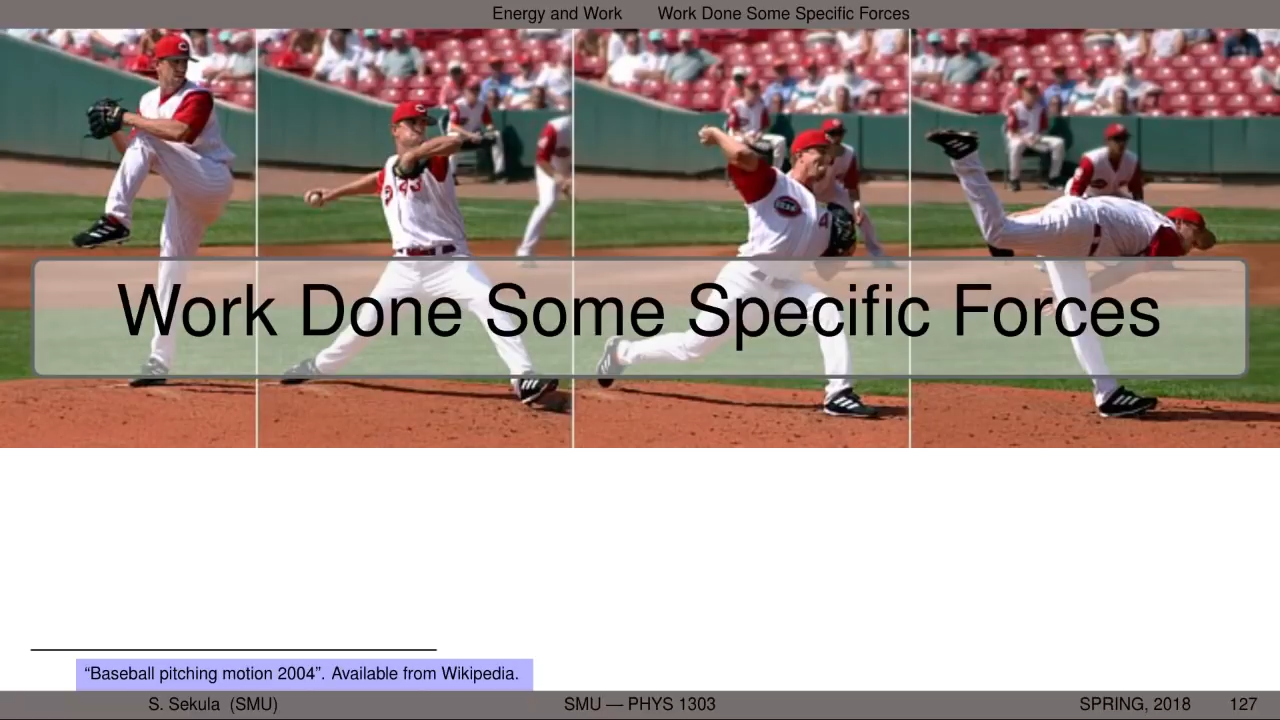 Energy and Work Work Done Some Specific Forces
Work Done Some Specific Forces
“Baseball pitching motion 2004”. Available from Wikipedia.
S. Sekula (SMU) SMU — PHYS 1303 SPRING, 2018 127